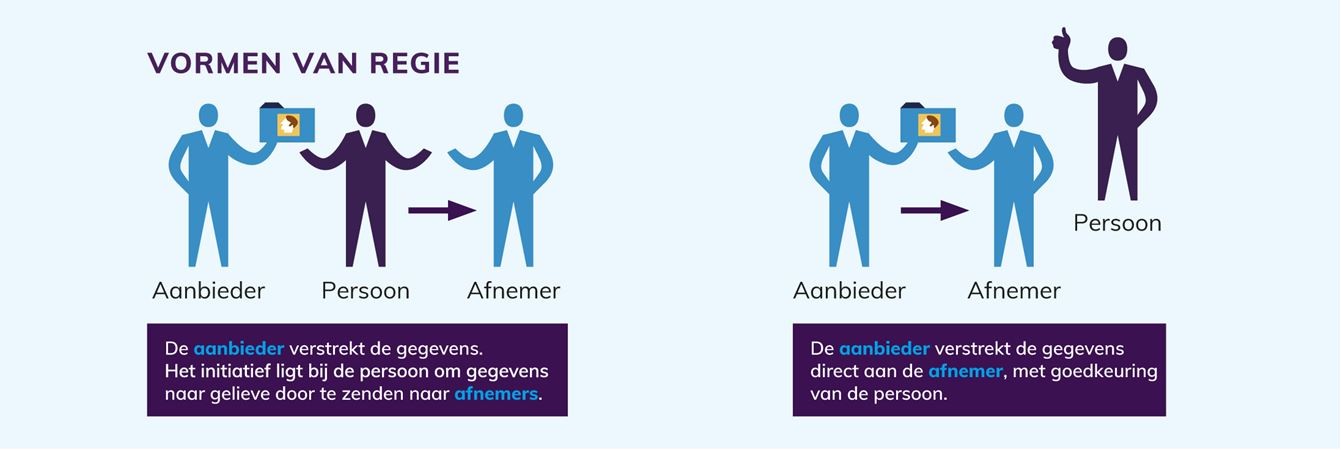 VORMEN VAN REGIE
Aanbieder
Persoon
Afnemer
De aanbieder verstrekt de gegevens.
Het initiatief ligt bij de persoon om gegevens
naar gelieve door te zenden naar afnemers.
Persoon
Aanbieder
Afnemer
De aanbieder verstrekt de gegevens
direct aan de afnemer, met goedkeuring
van de persoon.